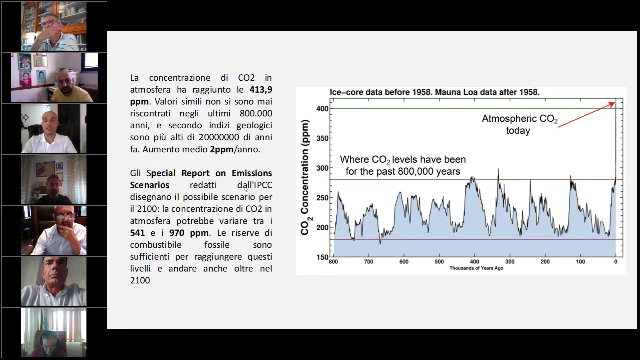 La concentrazione di CO2 in
atmosfera ha raggiunto le 413,9
ppm. Valori simili non si sono mai
riscontrati negli ultimi 800.000
anni, e secondo indizi geologici
sono più alti di 20000000 di anni
fa. Aumento medio 2ppm/anno.
Gli Special Report on Emissions
Scenarios redatti dall'IPCC
disegnano il possibile scenario per
il 2100: la concentrazione di CO2 in
atmosfera potrebbe variare tra i
541 e i 970 ppm. Le riserve di
combustibile fossile sono
sufficienti per raggiungere questi
livelli e andare anche oltre nel
2100
Ice-core data before 1958. Mauna Loa data after 1958.
Atmospheric CO2
today
Where CO2 levels have been
for the past 800,000 years
CO2 Concentration (ppm)
400
350
300
250
200
150
800 700 600 500 400 300 200 100 0
Thousands of Years Ago